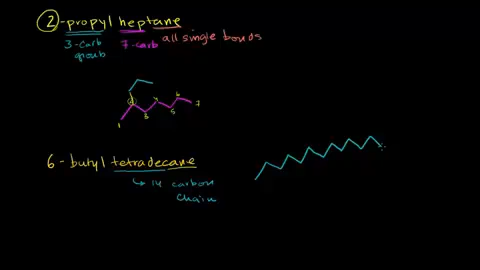 2-propyl heptane
3-carb 7-carb all single bonds
group
2 4 6
1 3 5 7
6-butyl tetradecane
↳ 14 carbon
chain